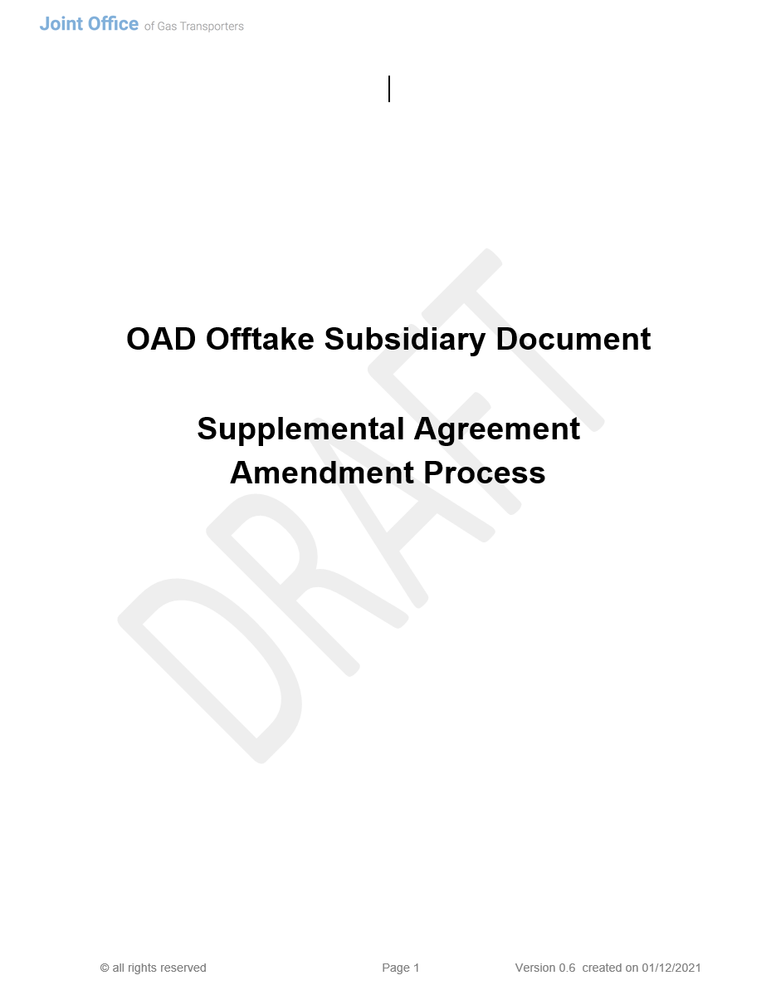 Joint Office of Gas Transporters
OAD Offtake Subsidiary Document
Supplemental Agreement
Amendment Process
DRAFT
© all rights reserved Page 1 Version 0.6 created on 01/12/2021